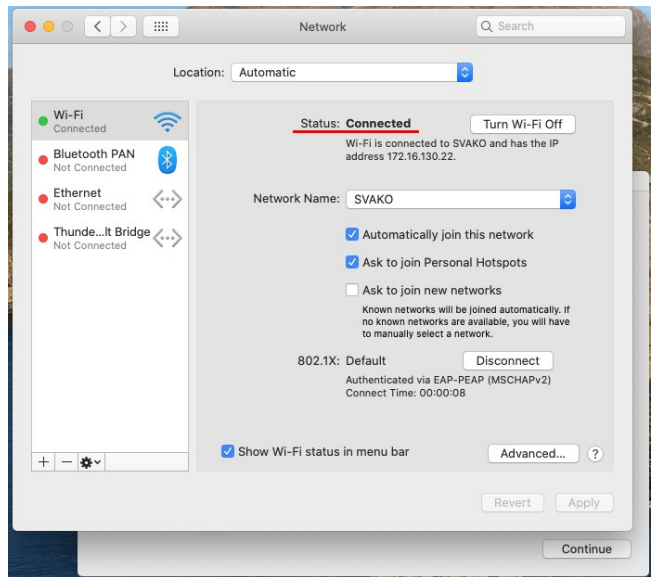 Network
Search
Location: Automatic
Wi-Fi
Connected
Bluetooth PAN
Not Connected
Ethernet
Not Connected
Thunde...lt Bridge
Not Connected
Status: Connected
Turn Wi-Fi Off
Wi-Fi is connected to SVAKO and has the IP
address 172.16.130.22.
Network Name: SVAKO
Automatically join this network
Ask to join Personal Hotspots
Ask to join new networks
Known networks will be joined automatically. If
no known networks are available, you will have
to manually select a network.
802.1X: Default
Disconnect
Authenticated via EAP-PEAP (MSCHAPv2)
Connect Time: 00:00:08
Show Wi-Fi status in menu bar
Advanced...
?
Revert
Apply
Continue